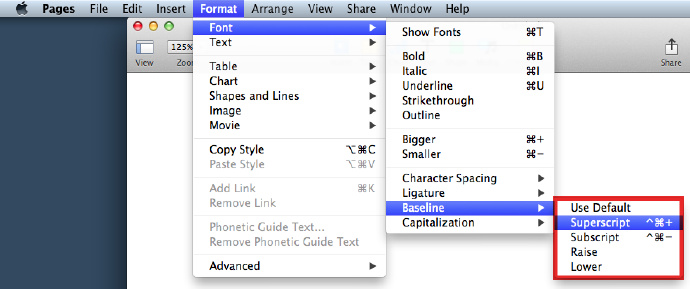 Pages File Edit Insert Format Arrange View Share Window Help
125%
View Zoom Share
Font
Text
Table
Chart
Shapes and Lines
Image
Movie
Copy Style ⌥⌘C
Paste Style ⌥⌘V
Add Link ⌘K
Remove Link
Phonetic Guide Text...
Remove Phonetic Guide Text
Advanced
Show Fonts ⌘T
Bold ⌘B
Italic ⌘I
Underline ⌘U
Strikethrough
Outline
Bigger ⌘+
Smaller ⌘−
Character Spacing
Ligature
Baseline
Capitalization
Use Default
Superscript ^⌘+
Subscript ^⌘−
Raise
Lower